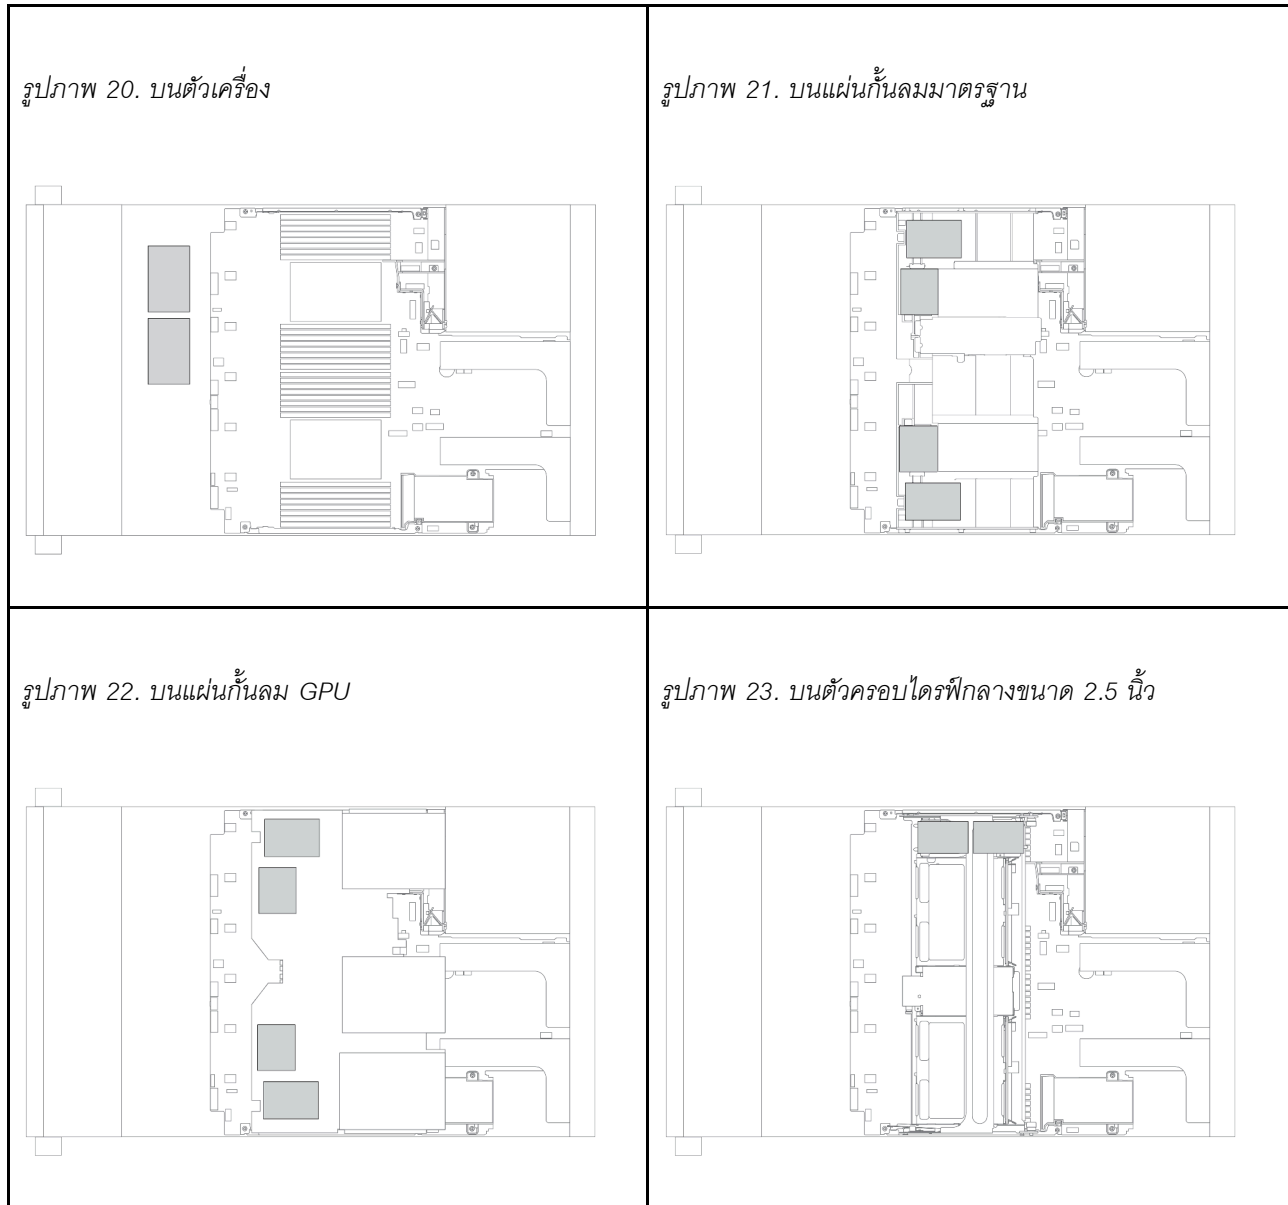 รูปภาพ 20. บนตัวเครื่อง
รูปภาพ 21. บนแผ่นกั้นลมมาตรฐาน
รูปภาพ 22. บนแผ่นกั้นลม GPU
รูปภาพ 23. บนตัวครอบไดรฟ์กลางขนาด 2.5 นิ้ว